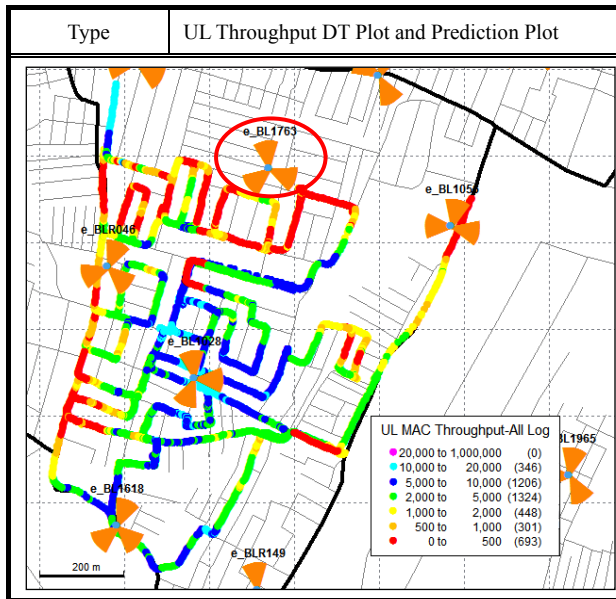 Type UL Throughput DT Plot and Prediction Plot
e_BL1763
e_BL105
e_BLR046
e_BL1628
UL MAC Throughput-All Log
20,000 to 1,000,000 (0)
10,000 to 20,000 (346)
5,000 to 10,000 (1206)
2,000 to 5,000 (1324)
1,000 to 2,000 (448)
500 to 1,000 (301)
0 to 500 (693)
BL1965
e_BL1618
e_BLR149
200 m